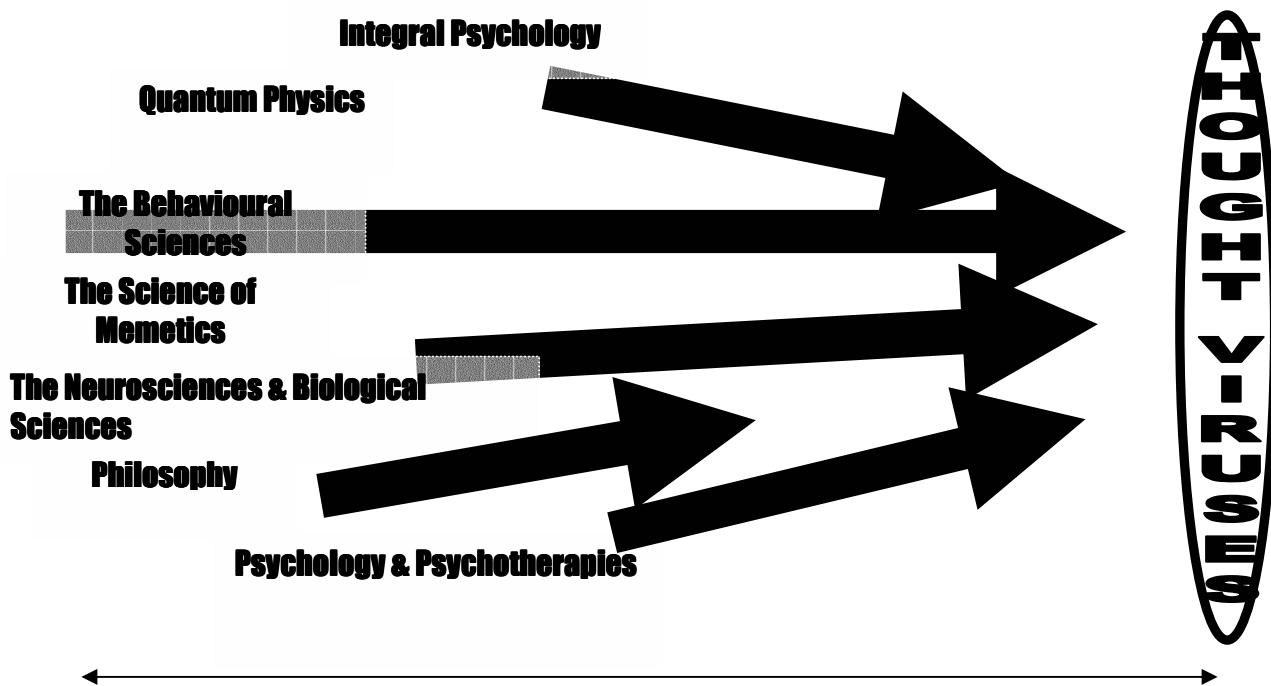 Integral Psychology
Quantum Physics
The Behavioural
Sciences
The Science of
Memetics
The Neurosciences & Biological
Sciences
Philosophy
Psychology & Psychotherapies
THOUGHT VIRUSES